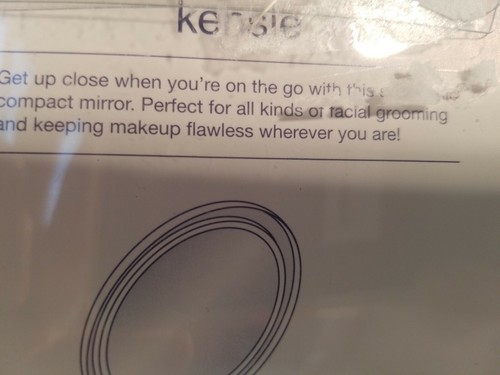 kensie
Get up close when you're on the go with this
compact mirror. Perfect for all kinds of facial grooming
and keeping makeup flawless wherever you are!